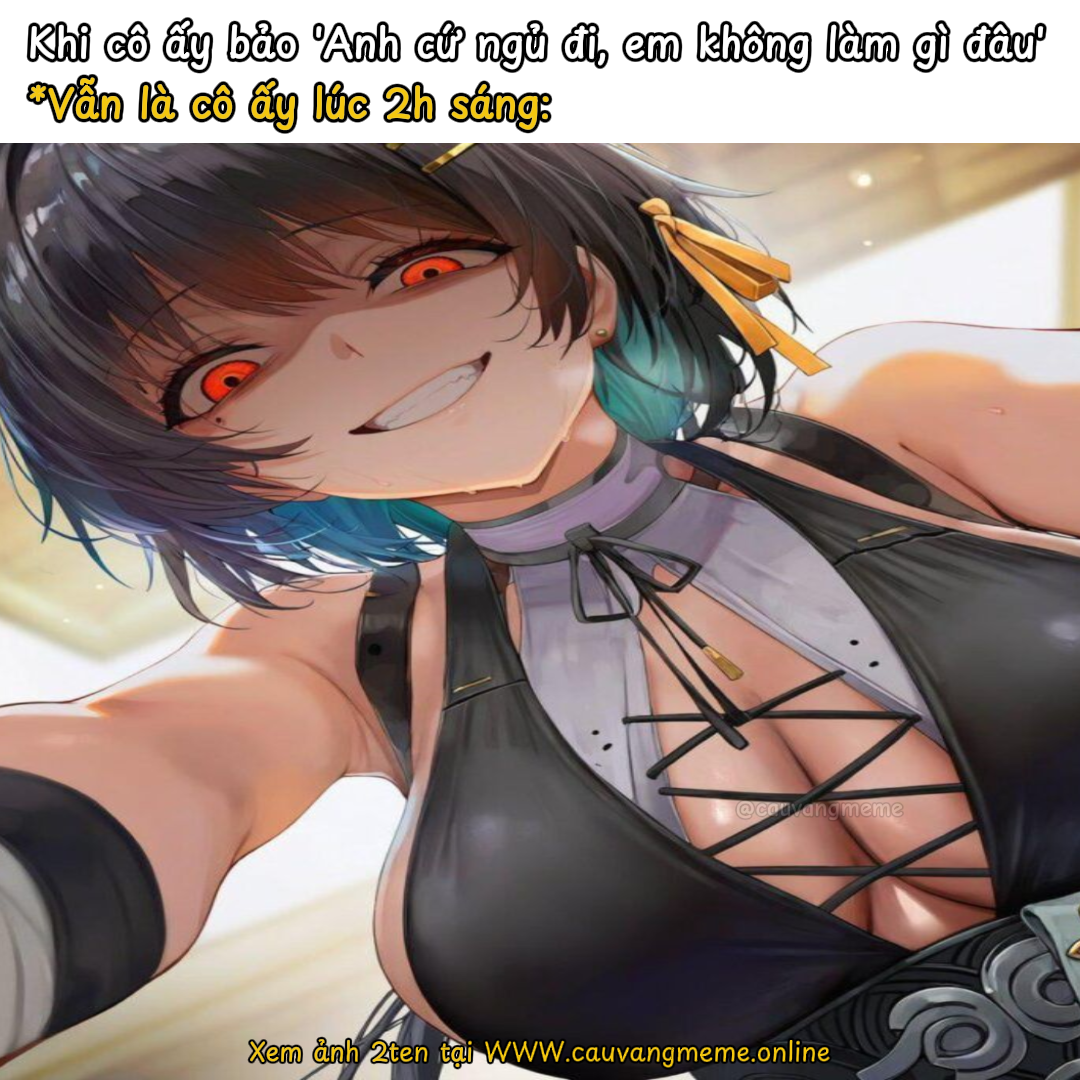 Khi cô ấy bảo 'Anh cứ ngủ đi, em không làm gì đâu'
*Vẫn là cô ấy lúc 2h sáng:
@cauvangmeme
Xem ảnh 2ten tại WWW.cauvangmeme.online